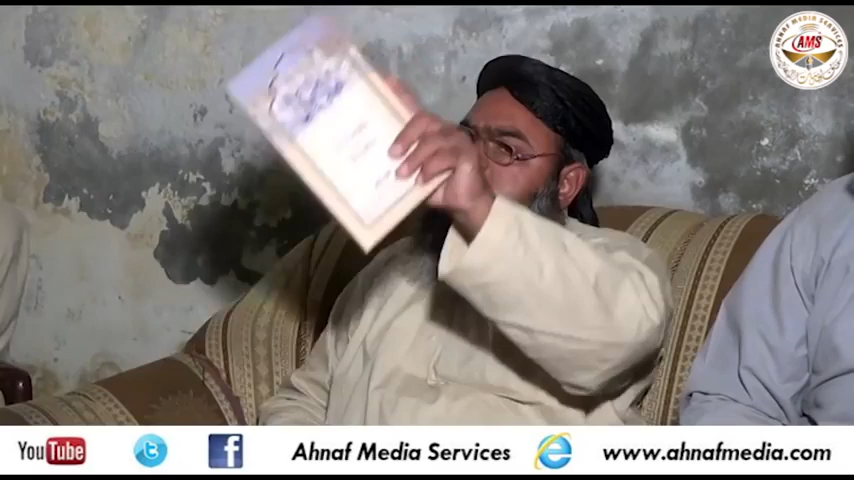 AHNAF MEDIA SERVICES
AMS
YouTube
Ahnaf Media Services
www.ahnafmedia.com